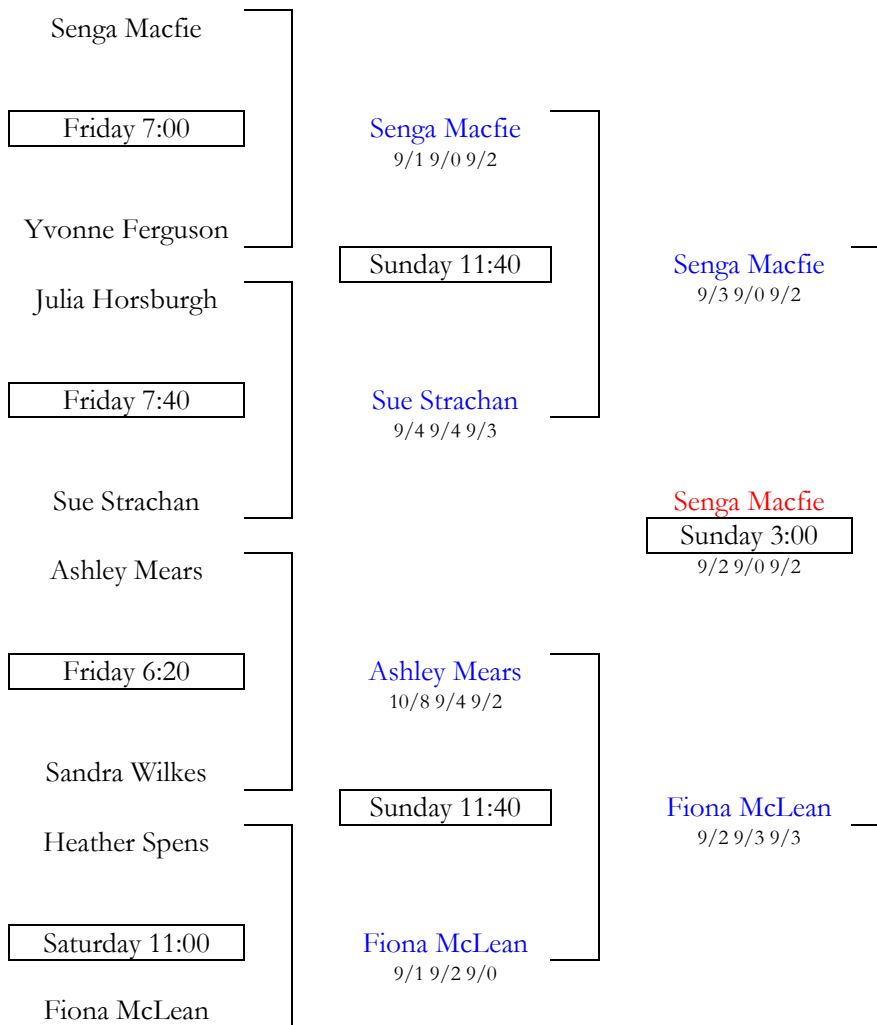 Senga Macfie
Friday 7:00
Yvonne Ferguson
Julia Horsburgh
Friday 7:40
Sue Strachan
Ashley Mears
Friday 6:20
Sandra Wilkes
Heather Spens
Saturday 11:00
Fiona McLean
Senga Macfie
9/1 9/0 9/2
Sunday 11:40
Sue Strachan
9/4 9/4 9/3
Ashley Mears
10/8 9/4 9/2
Sunday 11:40
Fiona McLean
9/1 9/2 9/0
Senga Macfie
9/3 9/0 9/2
Senga Macfie
Sunday 3:00
9/2 9/0 9/2
Fiona McLean
9/2 9/3 9/3